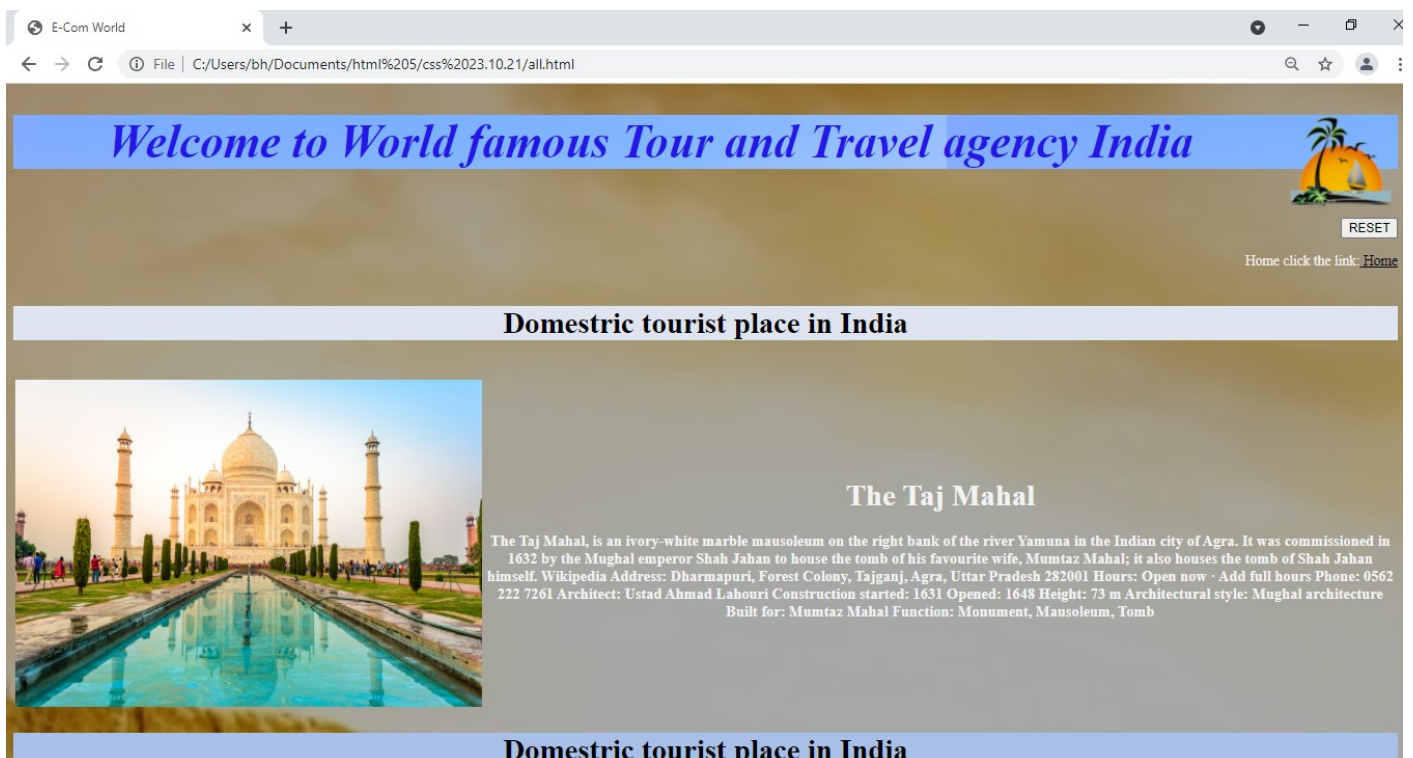 E-Com World
File | C:/Users/bh/Documents/html%205/css%2023.10.21/all.html
Welcome to World famous Tour and Travel agency India
RESET
Home click the link: Home
Domestric tourist place in India
The Taj Mahal
The Taj Mahal, is an ivory-white marble mausoleum on the right bank of the river Yamuna in the Indian city of Agra. It was commissioned in
1632 by the Mughal emperor Shah Jahan to house the tomb of his favourite wife, Mumtaz Mahal; it also houses the tomb of Shah Jahan
himself. Wikipedia Address: Dharmapuri, Forest Colony, Tajganj, Agra, Uttar Pradesh 282001 Hours: Open now · Add full hours Phone: 0562
222 7261 Architect: Ustad Ahmad Lahouri Construction started: 1631 Opened: 1648 Height: 73 m Architectural style: Mughal architecture
Built for: Mumtaz Mahal Function: Monument, Mausoleum, Tomb
Domestric tourist place in India